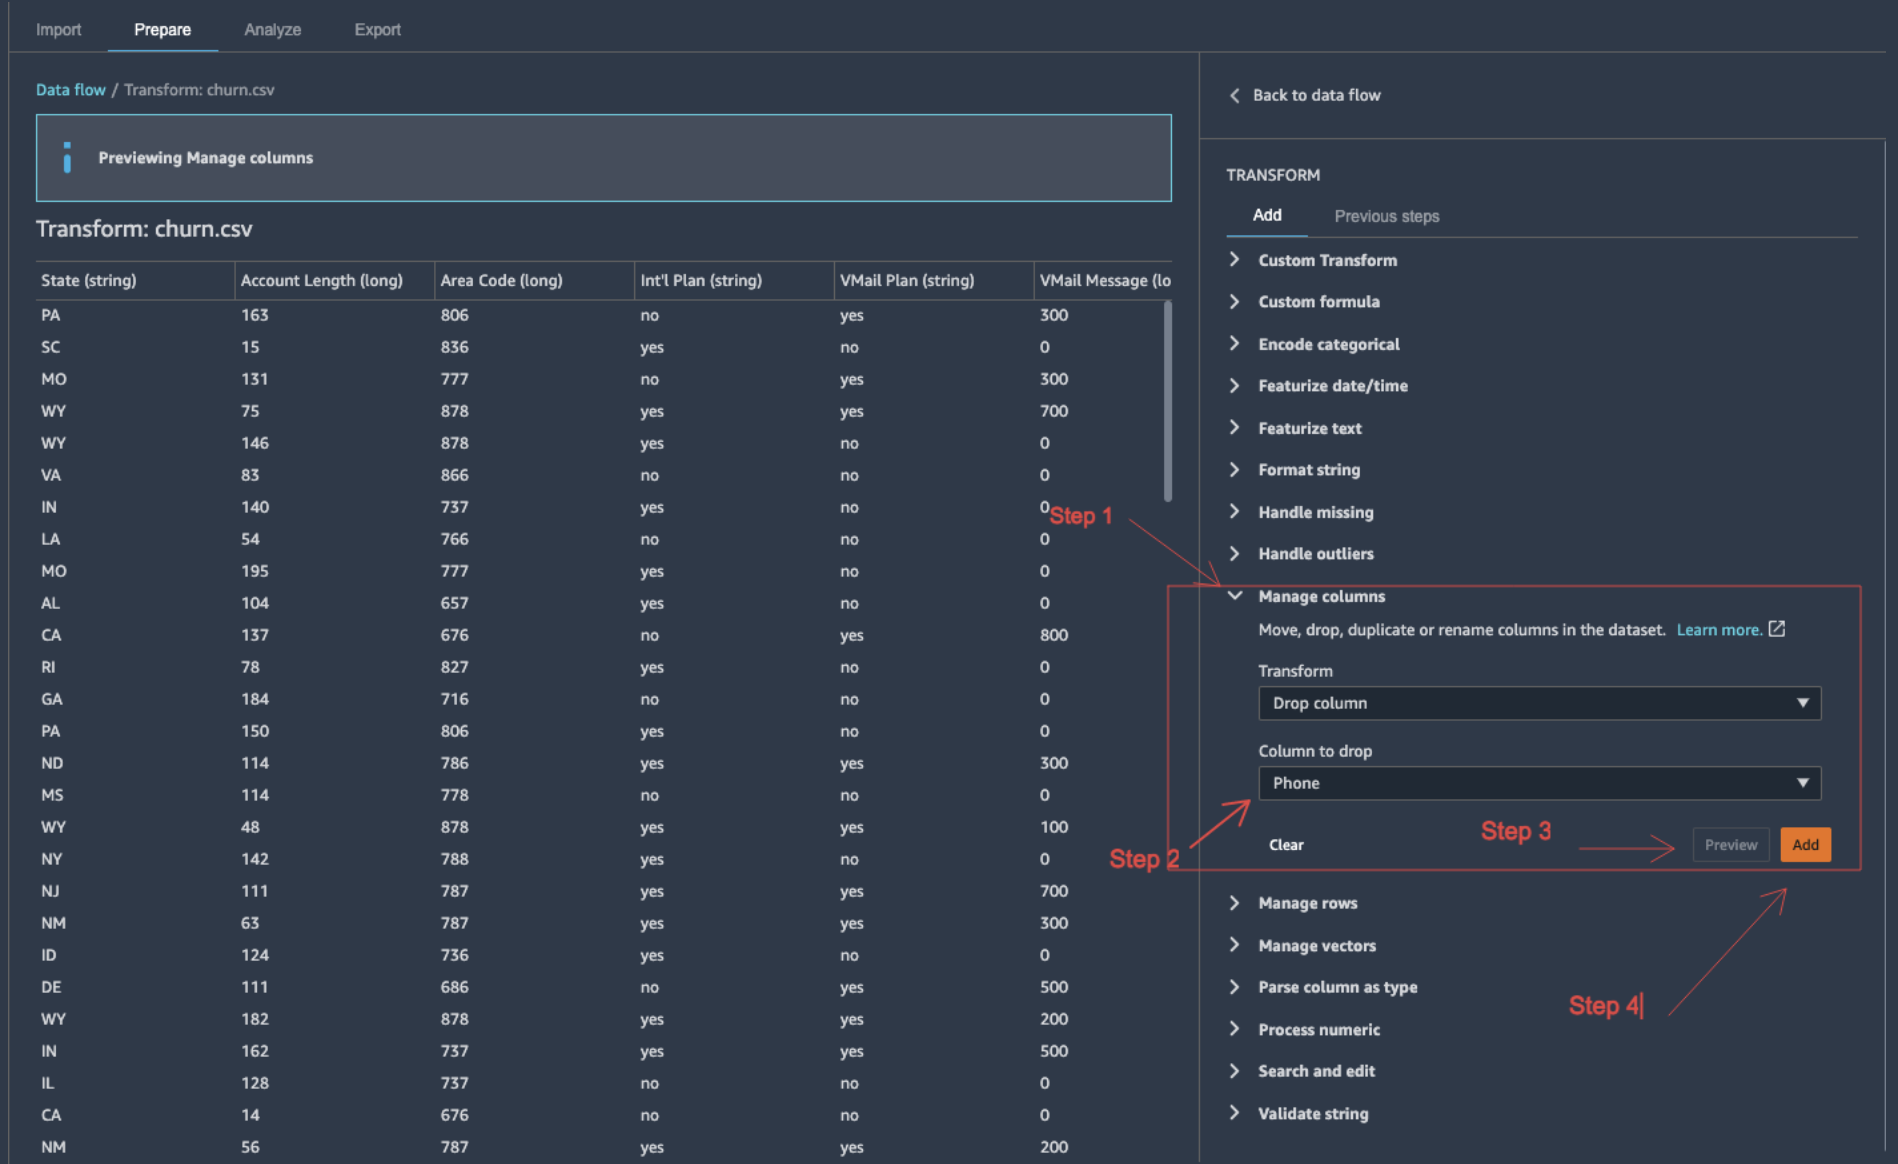 Import Prepare Analyze Export
Data flow / Transform: churn.csv
Previewing Manage columns
Transform: churn.csv
State (string) Account Length (long) Area Code (long) Int'l Plan (string) VMail Plan (string) VMail Message (lo
PA 163 806 no yes 300
SC 15 836 yes no 0
MO 131 777 no yes 300
WY 75 878 yes yes 700
WY 146 878 yes no 0
VA 83 866 no no 0
IN 140 737 yes no 0
LA 54 766 no no 0
MO 195 777 yes no 0
AL 104 657 yes no 0
CA 137 676 no yes 800
RI 78 827 yes no 0
GA 184 716 no no 0
PA 150 806 yes no 0
ND 114 786 yes yes 300
MS 114 778 no no 0
WY 48 878 yes yes 100
NY 142 788 yes no 0
NJ 111 787 yes yes 700
NM 63 787 yes yes 300
ID 124 736 yes no 0
DE 111 686 no yes 500
WY 182 878 yes yes 200
IN 162 737 yes yes 500
IL 128 737 no no 0
CA 14 676 no no 0
NM 56 787 yes yes 200
Back to data flow
TRANSFORM
Add Previous steps
Custom Transform
Custom formula
Encode categorical
Featurize date/time
Featurize text
Format string
Handle missing
Step 1
Handle outliers
Manage columns
Move, drop, duplicate or rename columns in the dataset. Learn more.
Transform
Drop column
Column to drop
Phone
Step 2
Clear
Step 3
Preview Add
Manage rows
Manage vectors
Parse column as type
Step 4
Process numeric
Search and edit
Validate string